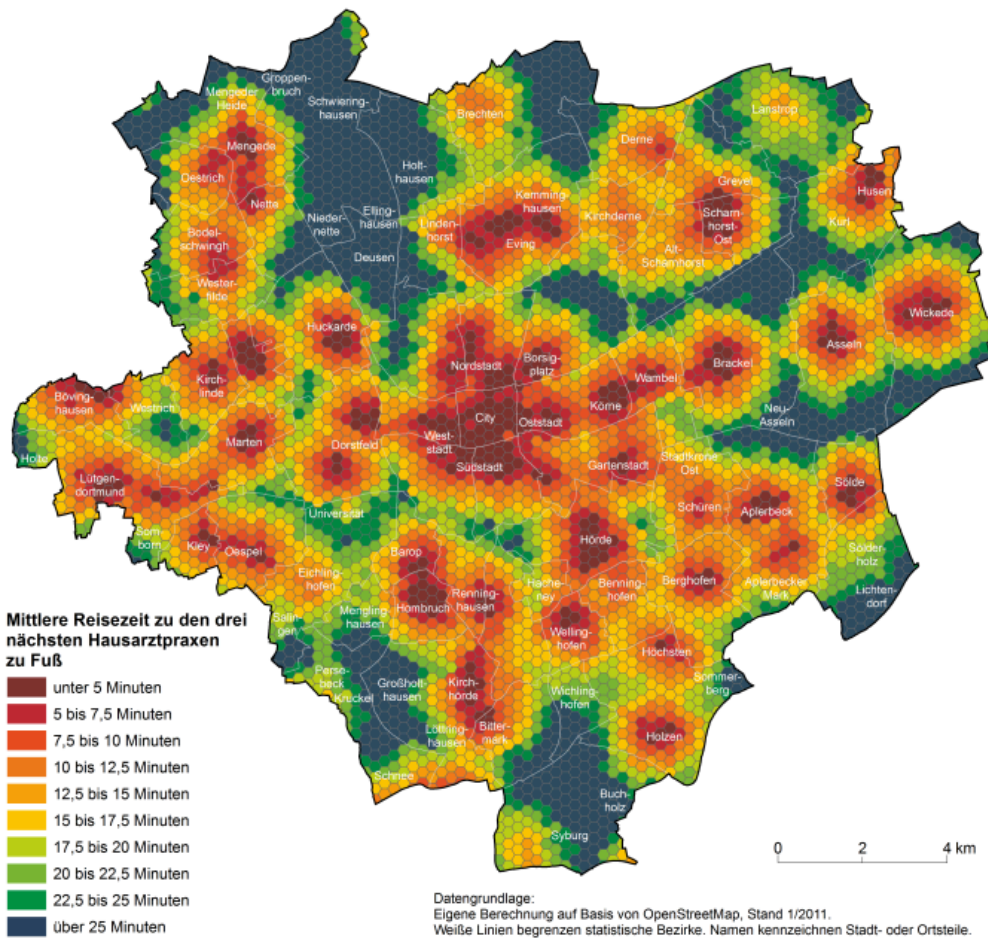 Groppen-
bruch
Mengeder
Heide
Schwiering-
hausen
Brechten
Lanstrop
Mengede
Derne
Oestrich
Holt-
hausen
Grevel
Husen
Nette
Kemming-
hausen
Nieder-
nette
Elling-
hausen
Linden-
horst
Kirchderne
Scharn-
horst-
Ost
Kurl
Bodel-
schwingh
Eving
Deusen
Alt-
Scharnhorst
Wester-
filde
Huckarde
Wickede
Asseln
Nordstadt
Borsig-
platz
Brackel
Wambel
Kirch-
linde
Böving-
hausen
Westrich
Körne
Neu-
Asseln
City
Oststadt
West-
stadt
Marten
Dorstfeld
Holte
Südstadt
Gartenstadt
Stadtkrone
Ost
Lütgen-
dortmund
Sölde
Universität
Schüren
Aplerbeck
Som-
born
Kley
Oespel
Hörde
Barop
Sölder-
holz
Eichling-
hofen
Hache-
ney
Benning-
hofen
Berghofen
Aplerbecker
Mark
Lichten-
dorf
Renning-
hausen
Hombruch
Mengling-
hausen
Salin-
gen
Welling-
hofen
Höchsten
Perse-
beck
Kruckel
Großholt-
hausen
Kirch-
hörde
Wichling-
hofen
Sommer-
berg
Löttring-
hausen
Bitter-
mark
Holzen
Schnee
Buch-
holz
Syburg
Mittlere Reisezeit zu den drei
nächsten Hausarztpraxen
zu Fuß
unter 5 Minuten
5 bis 7,5 Minuten
7,5 bis 10 Minuten
10 bis 12,5 Minuten
12,5 bis 15 Minuten
15 bis 17,5 Minuten
17,5 bis 20 Minuten
20 bis 22,5 Minuten
22,5 bis 25 Minuten
über 25 Minuten
0 2 4 km
Datengrundlage:
Eigene Berechnung auf Basis von OpenStreetMap, Stand 1/2011.
Weiße Linien begrenzen statistische Bezirke. Namen kennzeichnen Stadt- oder Ortsteile.